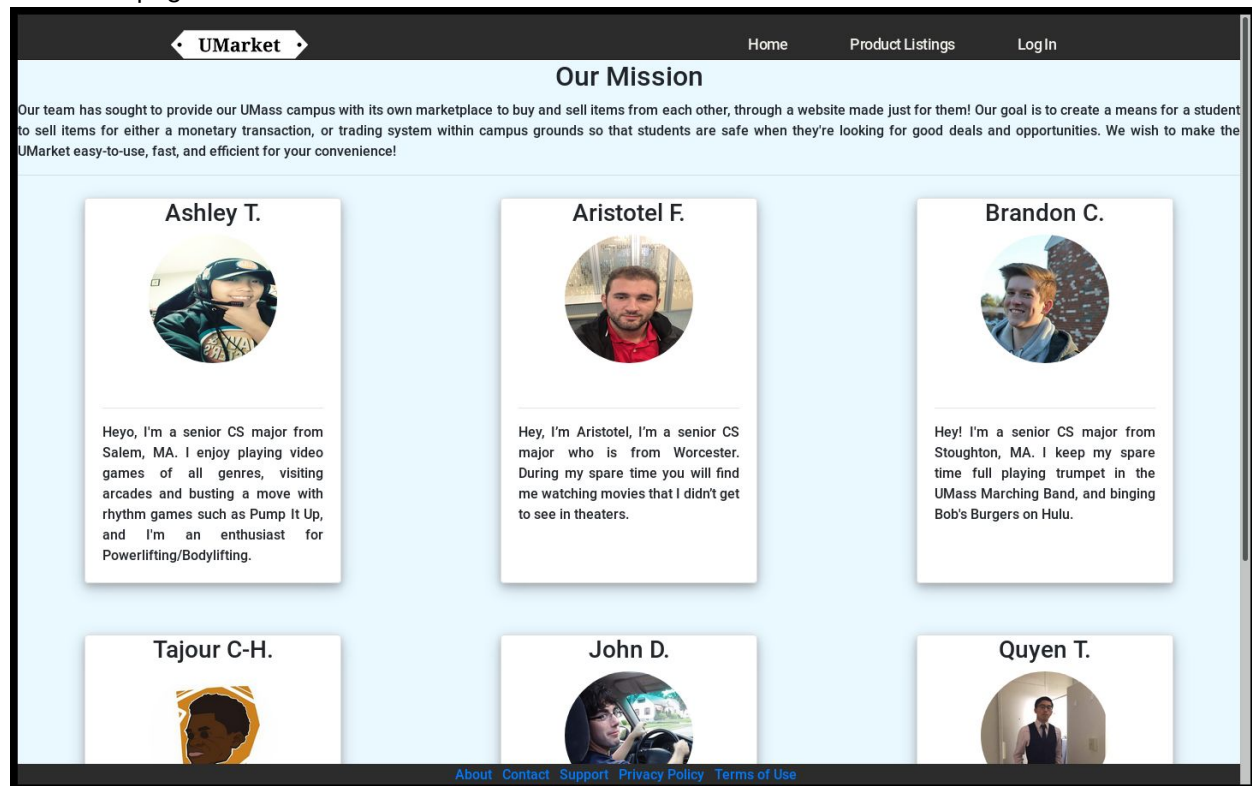 UMarket
Home Product Listings Log In
Our Mission
Our team has sought to provide our UMass campus with its own marketplace to buy and sell items from each other, through a website made just for them! Our goal is to create a means for a student
to sell items for either a monetary transaction, or trading system within campus grounds so that students are safe when they're looking for good deals and opportunities. We wish to make the
UMarket easy-to-use, fast, and efficient for your convenience!
Ashley T.
Heyo, I'm a senior CS major from
Salem, MA. I enjoy playing video
games of all genres, visiting
arcades and busting a move with
rhythm games such as Pump It Up,
and I'm an enthusiast for
Powerlifting/Bodylifting.
Aristotel F.
Hey, I’m Aristotel, I’m a senior CS
major who is from Worcester.
During my spare time you will find
me watching movies that I didn’t get
to see in theaters.
Brandon C.
Hey! I'm a senior CS major from
Stoughton, MA. I keep my spare
time full playing trumpet in the
UMass Marching Band, and binging
Bob's Burgers on Hulu.
Tajour C-H.
John D.
Quyen T.
About Contact Support Privacy Policy Terms of Use